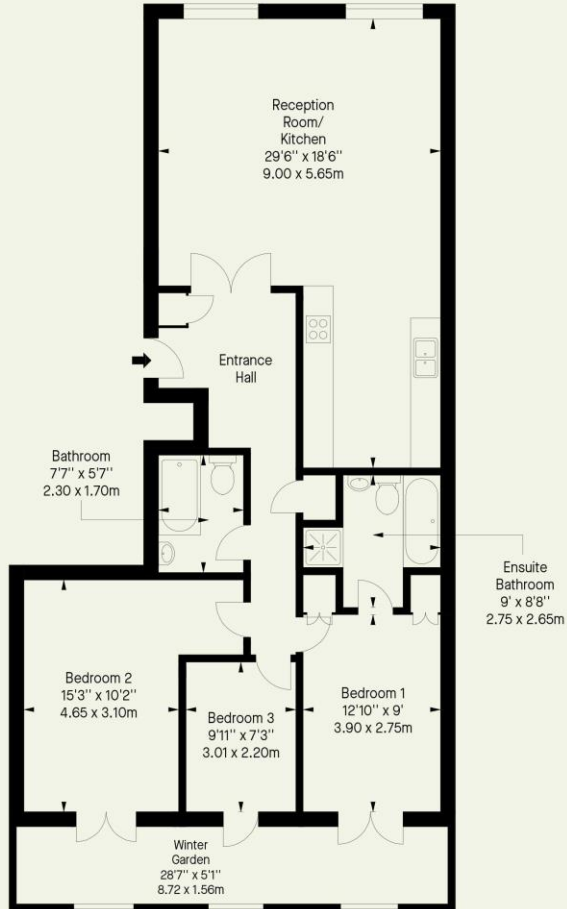 Reception
Room/
Kitchen
29'6'' x 18'6''
9.00 x 5.65m
Entrance
Hall
Bathroom
7'7'' x 5'7''
2.30 x 1.70m
Ensuite
Bathroom
9' x 8'8''
2.75 x 2.65m
Bedroom 2
15'3'' x 10'2''
4.65 x 3.10m
Bedroom 3
9'11'' x 7'3''
3.01 x 2.20m
Bedroom 1
12'10'' x 9'
3.90 x 2.75m
Winter
Garden
28'7'' x 5'1''
8.72 x 1.56m